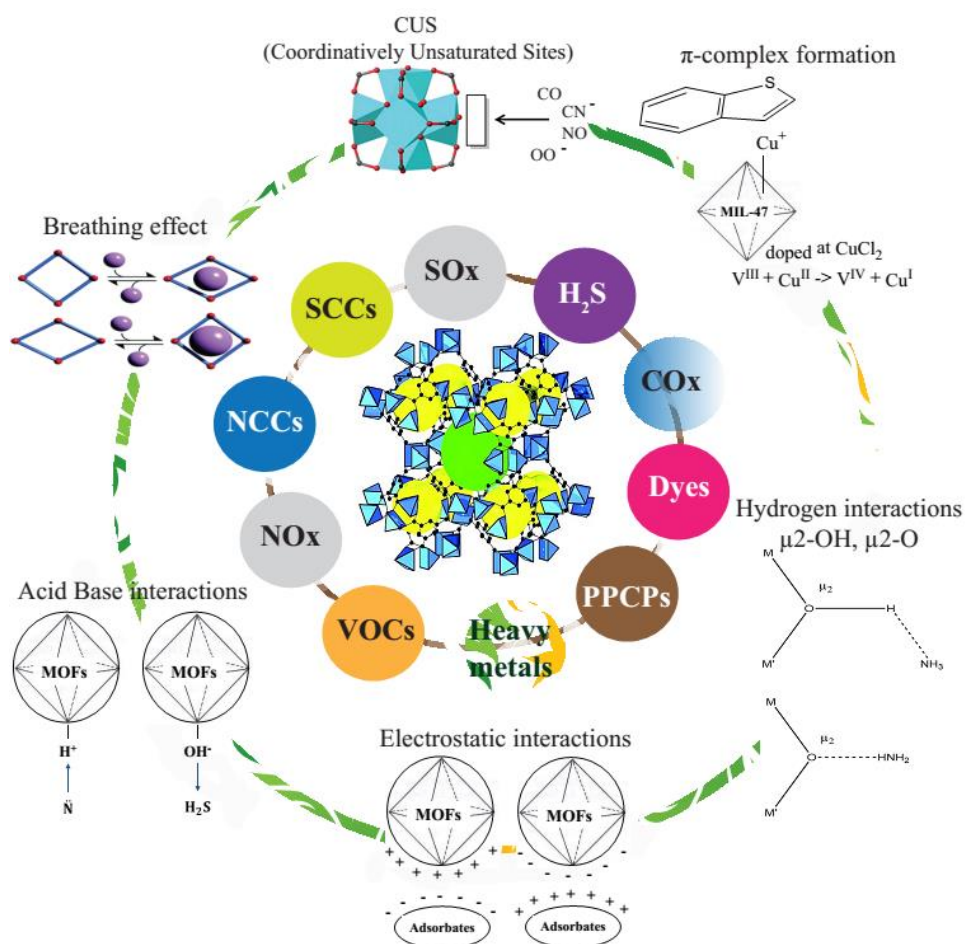 CUS
(Coordinatively Unsaturated Sites)
CO
CN⁻
NO
OO⁻
π-complex formation
S
Cu⁺
MIL-47
doped at CuCl₂
Vᴵᴵᴵ + Cuᴵᴵ -> Vᴵⱽ + Cuᴵ
Breathing effect
SOx
SCCs
H₂S
COx
NCCs
Dyes
NOx
PPCPs
VOCs
Heavy
metals
Hydrogen interactions
μ2-OH, μ2-O
M
μ₂
O
H
M'
NH₃
M
μ₂
O
HNH₂
M'
Acid Base interactions
MOFs
H⁺
N̈
MOFs
OH⁻
H₂S
Electrostatic interactions
MOFs
+ + + + + + + + +
- - - - - - - -
Adsorbates
MOFs
- - - - - - - - -
+ + + + + + + + +
Adsorbates